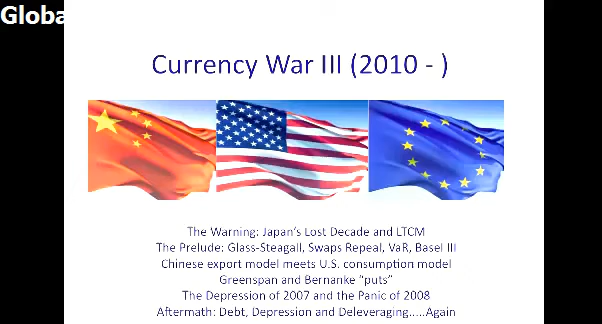 Globa
Currency War III (2010 - )
The Warning: Japan's Lost Decade and LTCM
The Prelude: Glass-Steagall, Swaps Repeal, VaR, Basel III
Chinese export model meets U.S. consumption model
Greenspan and Bernanke “puts”
The Depression of 2007 and the Panic of 2008
Aftermath: Debt, Depression and Deleveraging.....Again